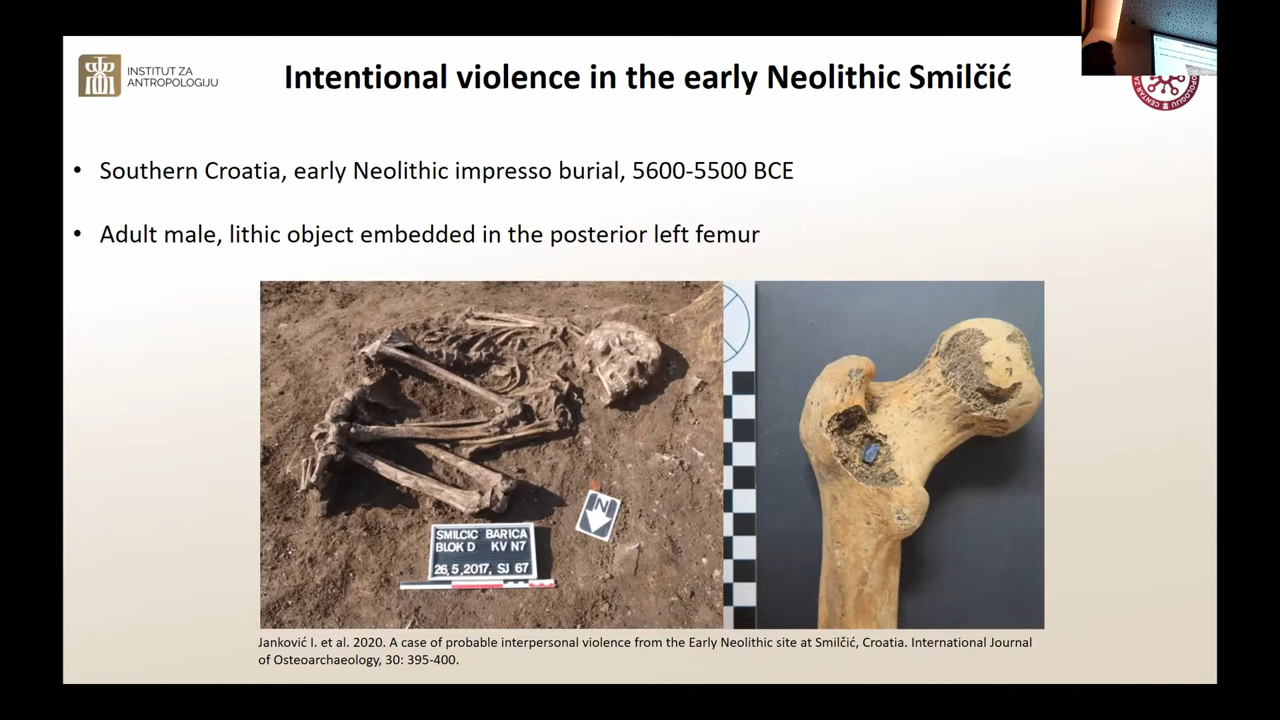 INSTITUT ZA
ANTROPOLOGIJU
Intentional violence in the early Neolithic Smilčić
• Southern Croatia, early Neolithic impresso burial, 5600-5500 BCE
• Adult male, lithic object embedded in the posterior left femur
N
SMILCIC BARICA
BLOK D KV N7
26,5,2017, SJ 67
Janković I. et al. 2020. A case of probable interpersonal violence from the Early Neolithic site at Smilčić, Croatia. International Journal
of Osteoarchaeology, 30: 395-400.